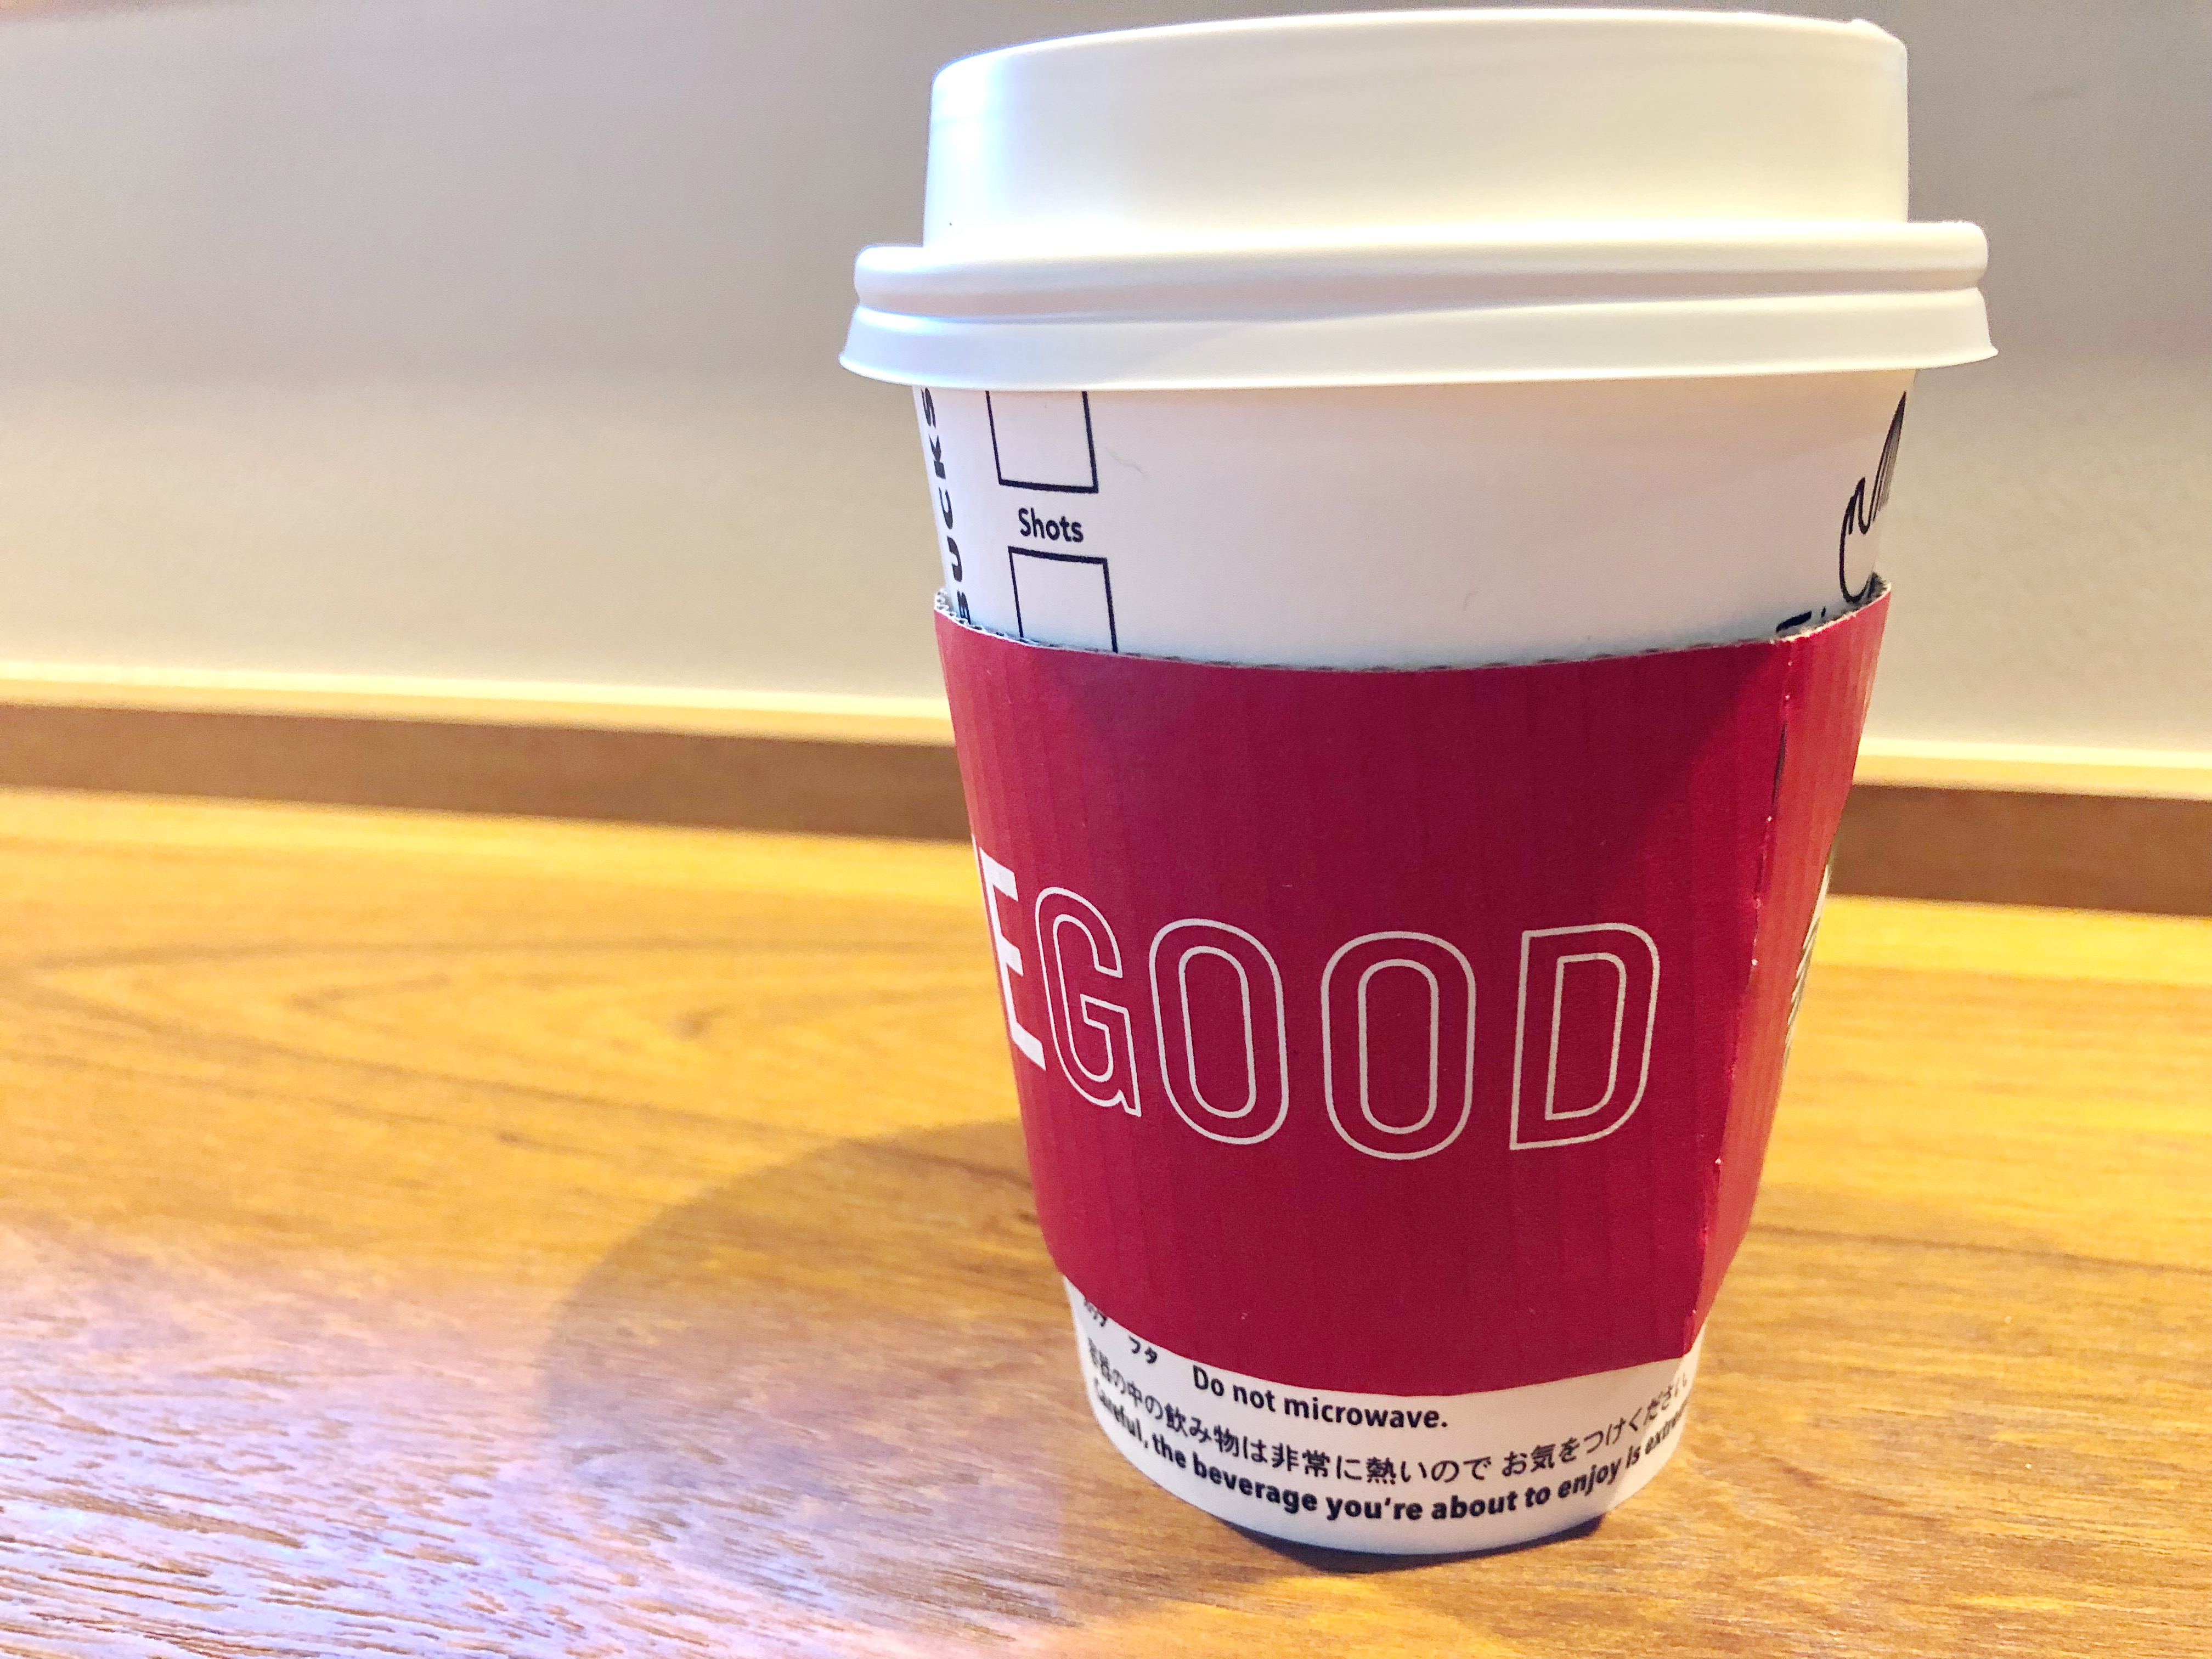 BUCKS
Shots
EGOOD
フタ Do not microwave.
容器の中の飲み物は非常に熱いので お気をつけください
Careful, the beverage you're about to enjoy is